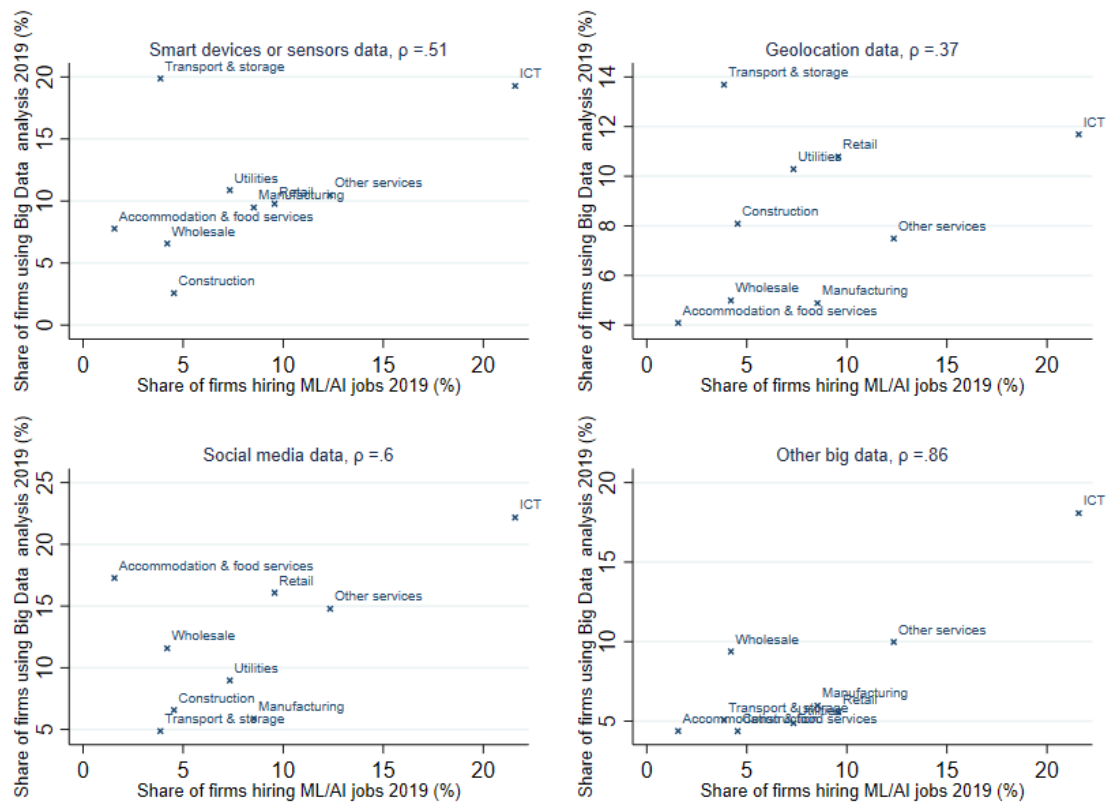 Smart devices or sensors data, ρ =.51
Share of firms using Big Data  analysis 2019 (%)
20
15
10
5
0
Transport & storage
ICT
Utilities
Other services
Retail
Manufacturing
Accommodation & food services
Wholesale
Construction
0 5 10 15 20
Share of firms hiring ML/AI jobs 2019 (%)
Geolocation data, ρ =.37
Share of firms using Big Data  analysis 2019 (%)
14
12
10
8
6
4
Transport & storage
ICT
Retail
Utilities
Construction
Other services
Wholesale
Manufacturing
Accommodation & food services
0 5 10 15 20
Share of firms hiring ML/AI jobs 2019 (%)
Social media data, ρ =.6
Share of firms using Big Data  analysis 2019 (%)
25
20
15
10
5
ICT
Accommodation & food services
Retail
Other services
Wholesale
Utilities
Construction
Manufacturing
Transport & storage
0 5 10 15 20
Share of firms hiring ML/AI jobs 2019 (%)
Other big data, ρ =.86
Share of firms using Big Data  analysis 2019 (%)
20
15
10
5
ICT
Other services
Wholesale
Manufacturing
Retail
Transport & storage
Utilities
Accommodation & food services
Construction
0 5 10 15 20
Share of firms hiring ML/AI jobs 2019 (%)